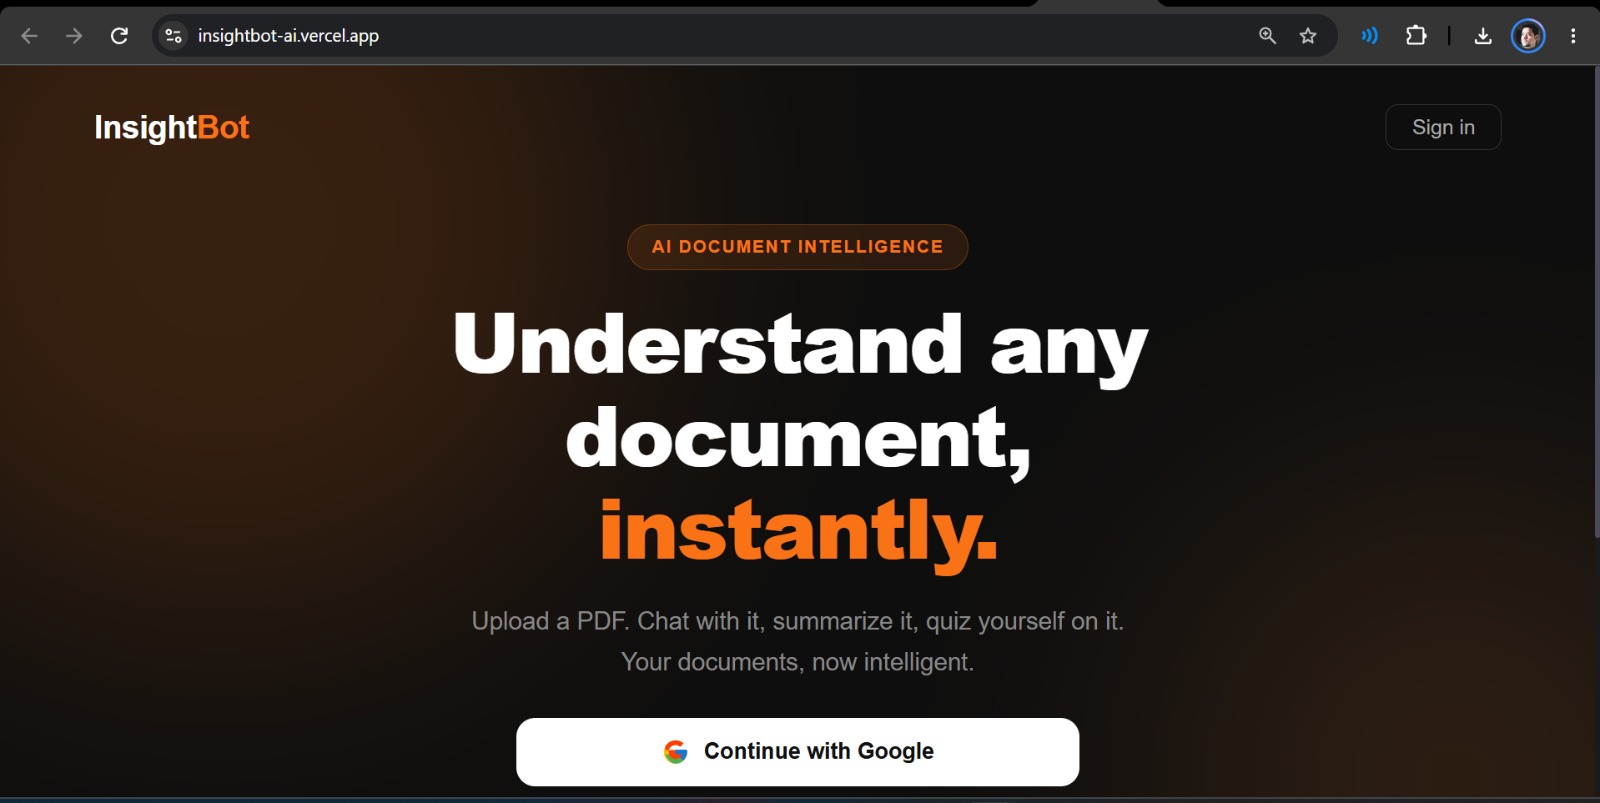 insightbot-ai.vercel.app
InsightBot
Sign in
AI DOCUMENT INTELLIGENCE
Understand any
document,
instantly.
Upload a PDF. Chat with it, summarize it, quiz yourself on it.
Your documents, now intelligent.
Continue with Google